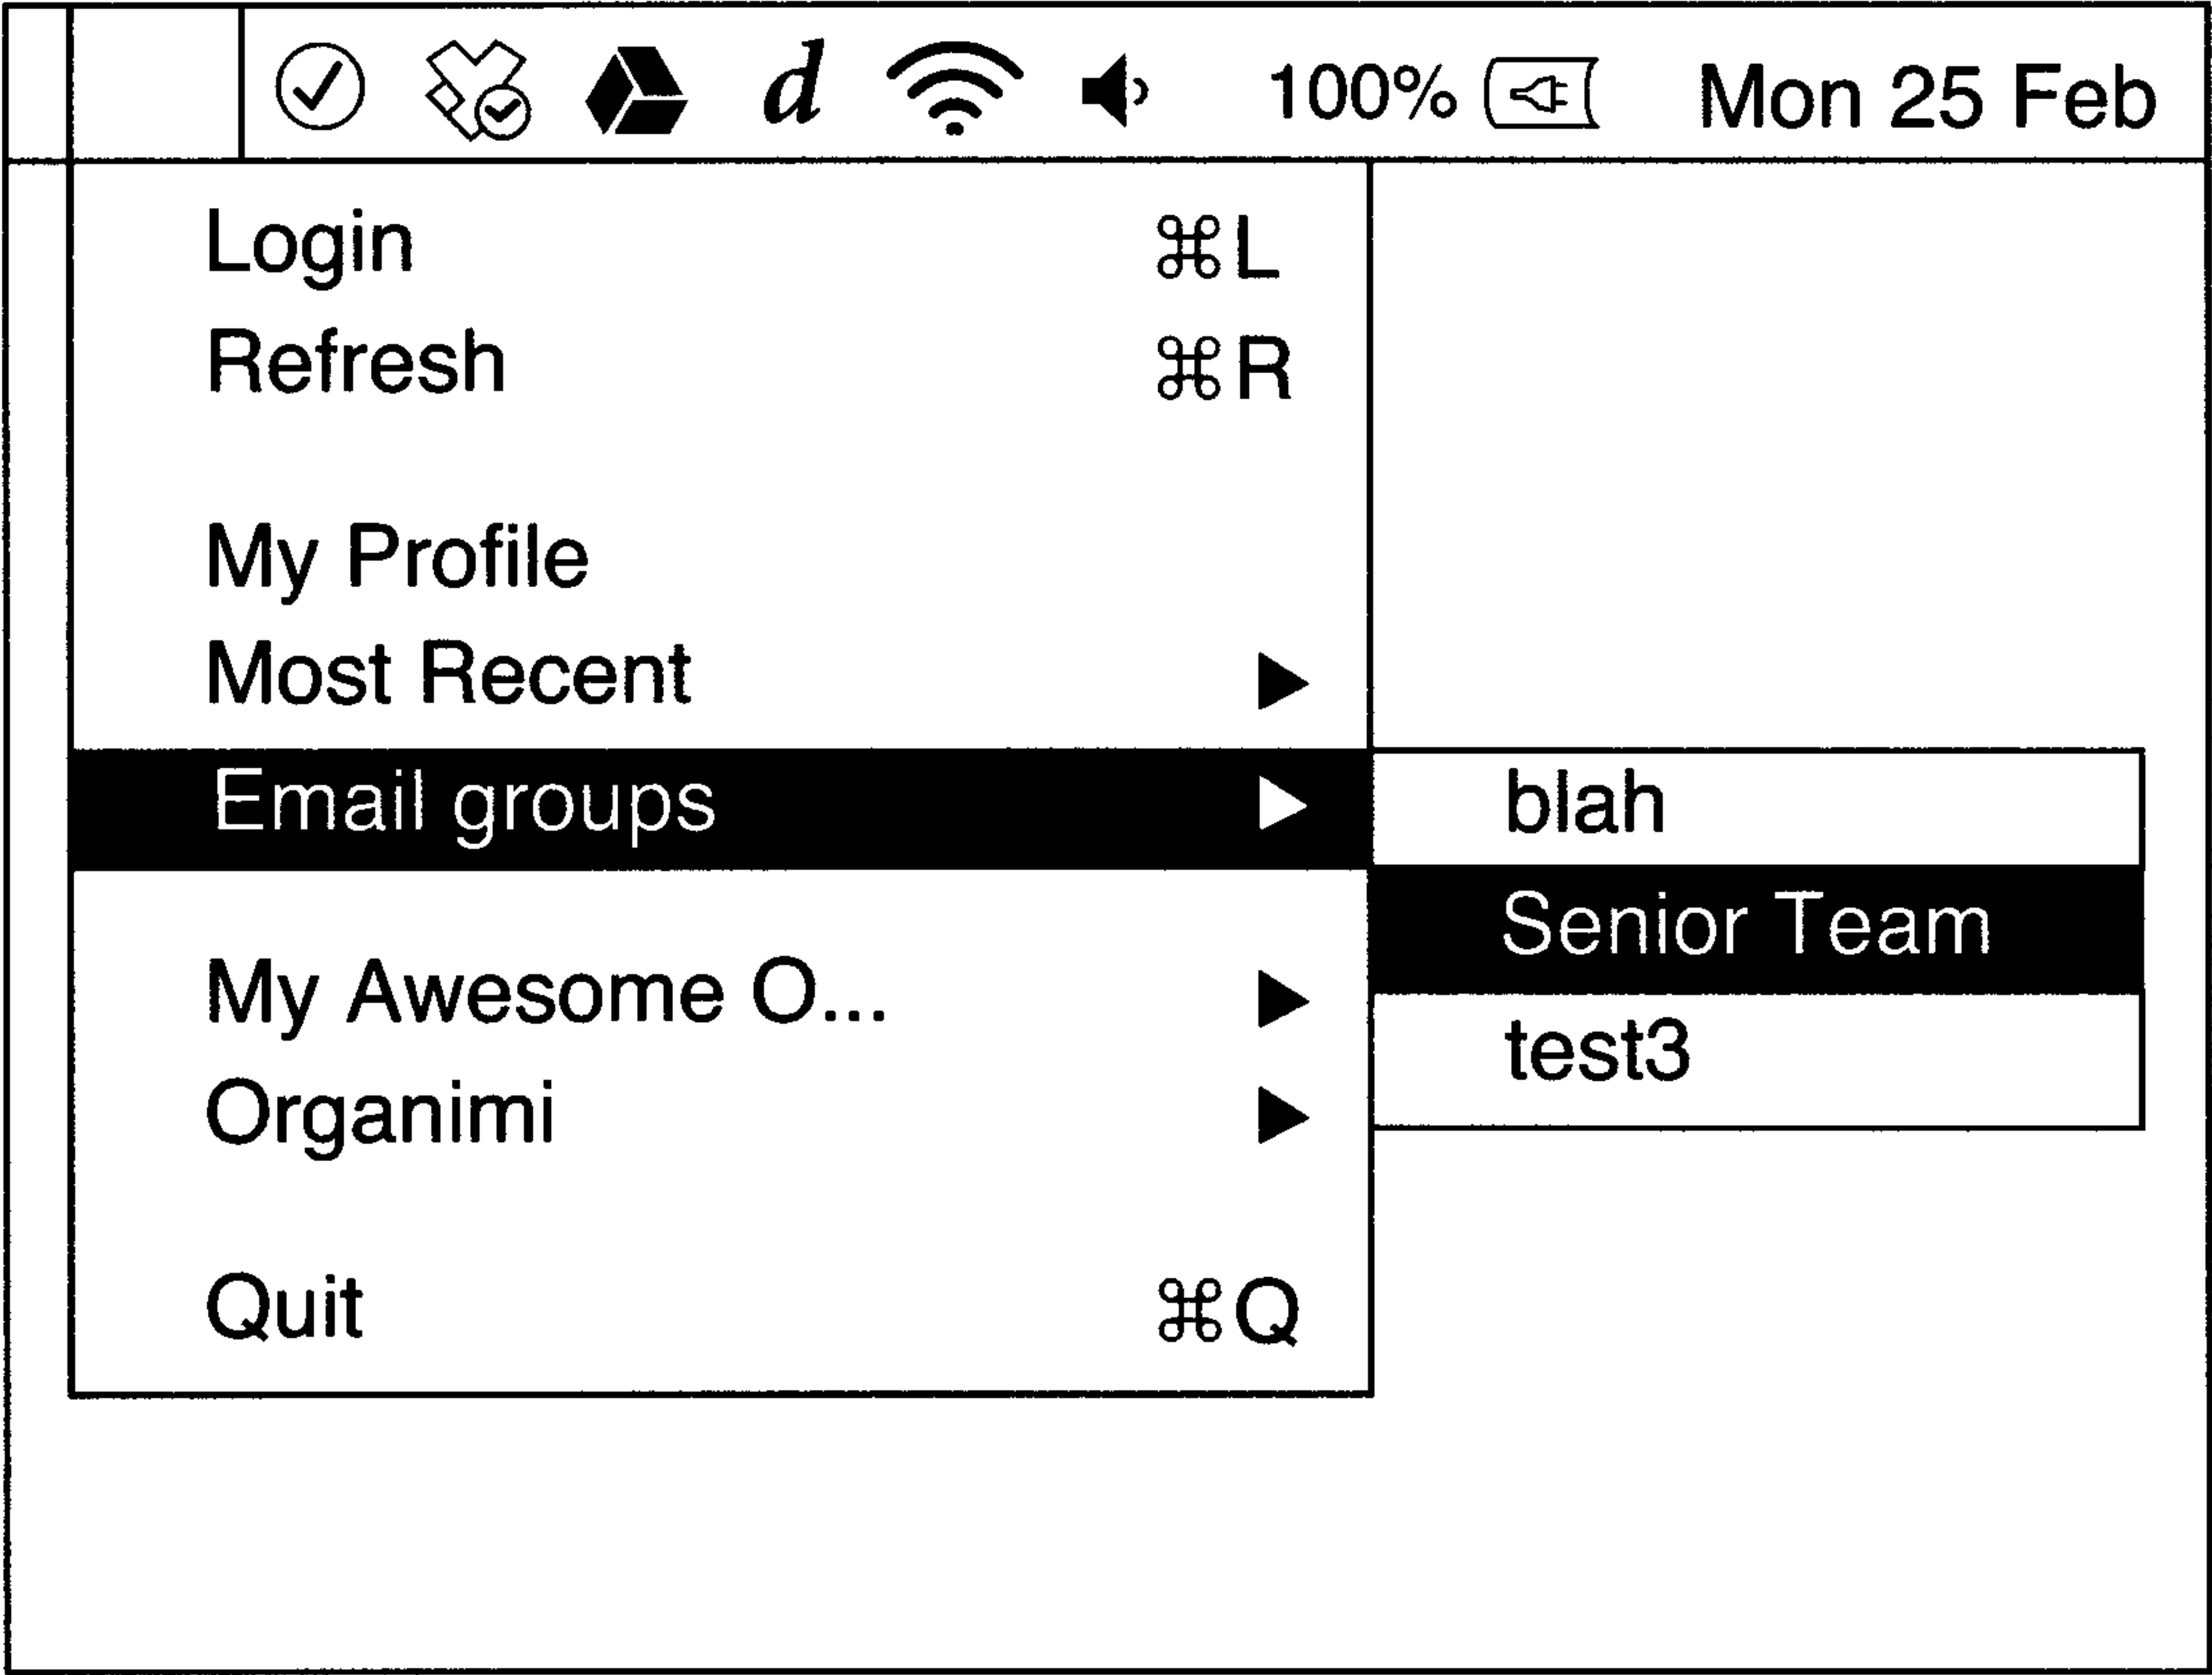 d 100% Mon 25 Feb
Login ⌘L
Refresh ⌘R
My Profile
Most Recent
Email groups
blah
Senior Team
My Awesome O...
test3
Organimi
Quit ⌘Q